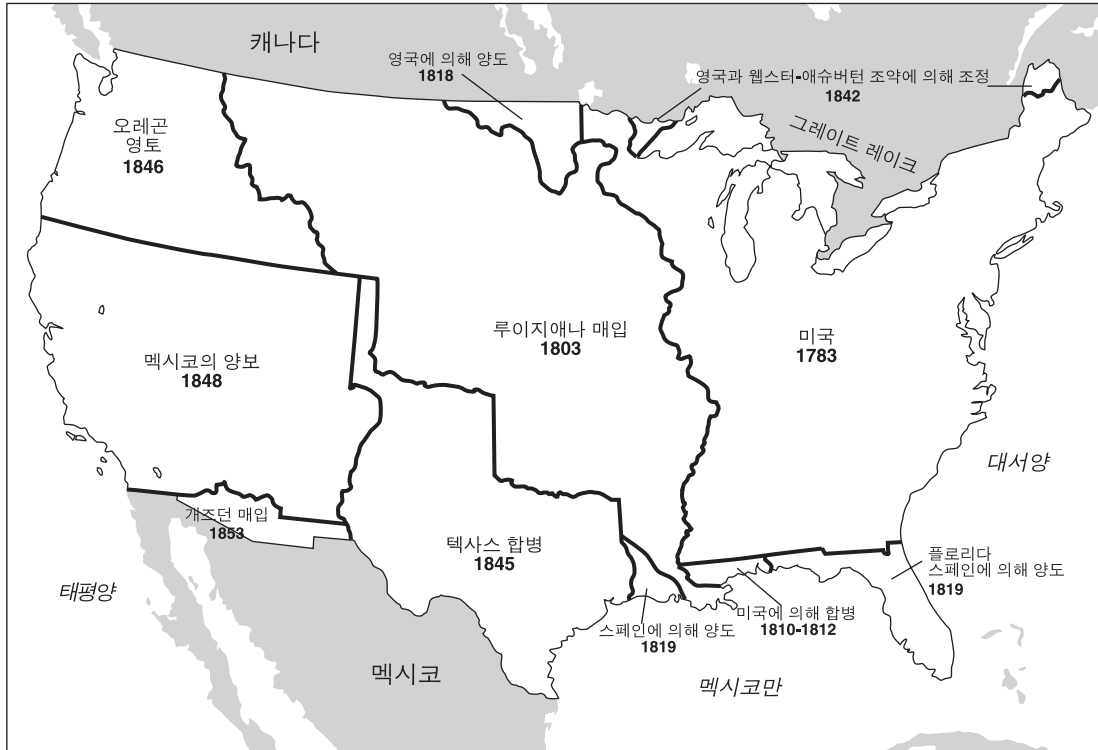 캐나다
영국에 의해 양도
1818
영국과 웹스터-애슈버턴 조약에 의해 조정
1842
오레곤
영토
1846
그레이트 레이크
루이지애나 매입
1803
미국
1783
멕시코의 양보
1848
대서양
개즈던 매입
1853
텍사스 합병
1845
플로리다
스페인에 의해 양도
1819
태평양
미국에 의해 합병
1810-1812
스페인에 의해 양도
1819
멕시코
멕시코만